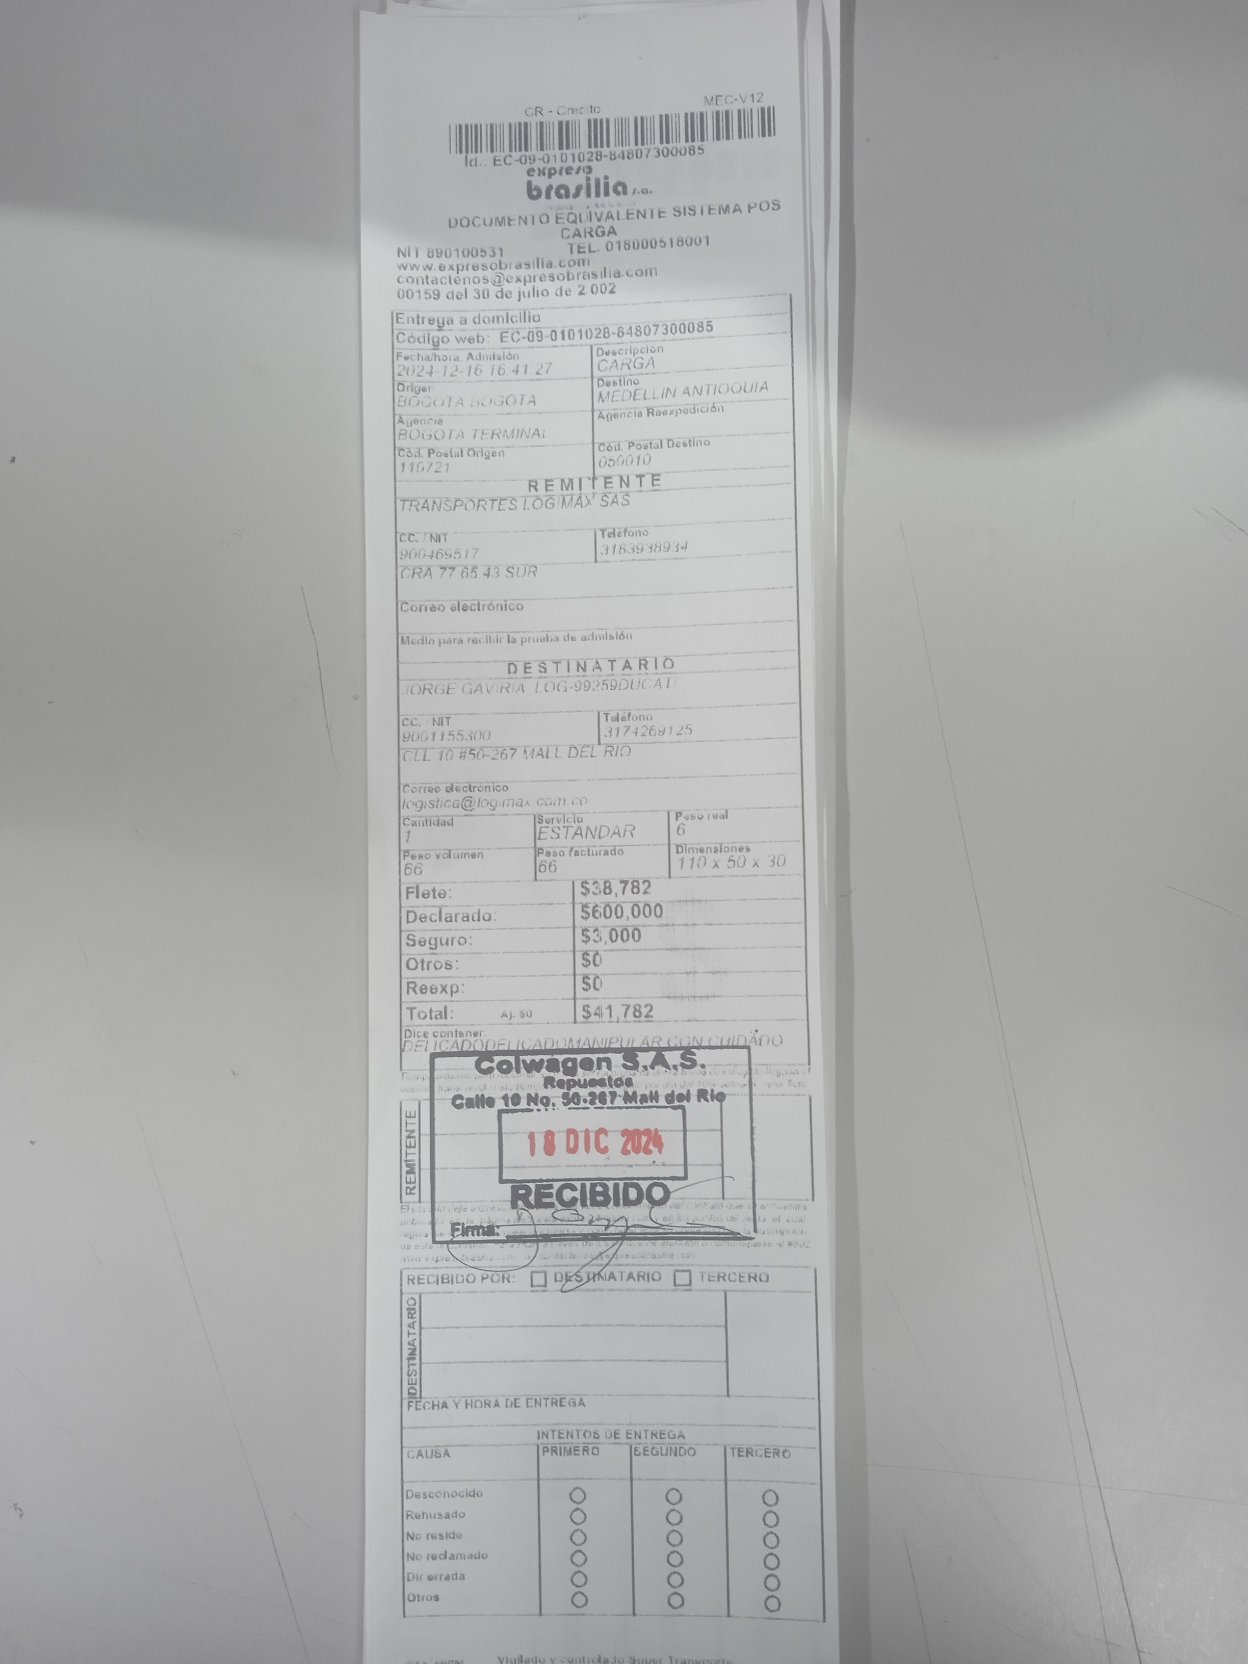 CR - Credito MEC-V12
Id.: EC-09-0101028-84807300085
expreso
brasilia s.a.
DOCUMENTO EQUIVALENTE SISTEMA POS
CARGA
NIT 890100531 TEL. 018000518001
www.expresobrasilia.com
contactenos@expresobrasilia.com
00159 del 30 de julio de 2 002
Entrega a domicilio
Código web: EC-09-0101028-84807300085
Fecha/hora. Admisión Descripción
2024-12-16 16 41 27 CARGA
Origen Destino
BOGOTA BOGOTA MEDELLIN ANTIOQUIA
Agencia Agencia Reexpedición
BOGOTA TERMINAL
Cód. Postal Origen Cód. Postal Destino
110721 050010
REMITENTE
TRANSPORTES LOGIMAX SAS
CC. / NIT Teléfono
900469517 3183938934
CRA 77 65 43 SUR
Correo electrónico
Medio para recibir la prueba de admisión
DESTINATARIO
JORGE GAVIRIA LOG-99259DUCATI
CC. / NIT Teléfono
9001155300 3174269125
CLL 10 #50-267 MALL DEL RIO
Correo electrónico
logistica@logimax.com.co
Cantidad Servicio Peso real
1 ESTANDAR 6
Peso volumen Peso facturado Dimensiones
66 66 110 x 50 x 30
Flete: $38,782
Declarado: $600,000
Seguro: $3,000
Otros: $0
Reexp: $0
Total: Aj. $0 $41,782
Dice contener:
DELICADODELICADOMANIPULAR CON CUIDADO
Colwagen S.A.S.
Repuestos
Calle 10 No. 50-267 Mall del Rio
REMITENTE
18 DIC 2024
RECIBIDO
Firma:
RECIBIDO POR: DESTINATARIO TERCERO
DESTINATARIO
FECHA Y HORA DE ENTREGA
INTENTOS DE ENTREGA
CAUSA PRIMERO SEGUNDO TERCERO
Desconocido
Rehusado
No reside
No reclamado
Dir errada
Otros
Vigilado y controlado Super Transporte